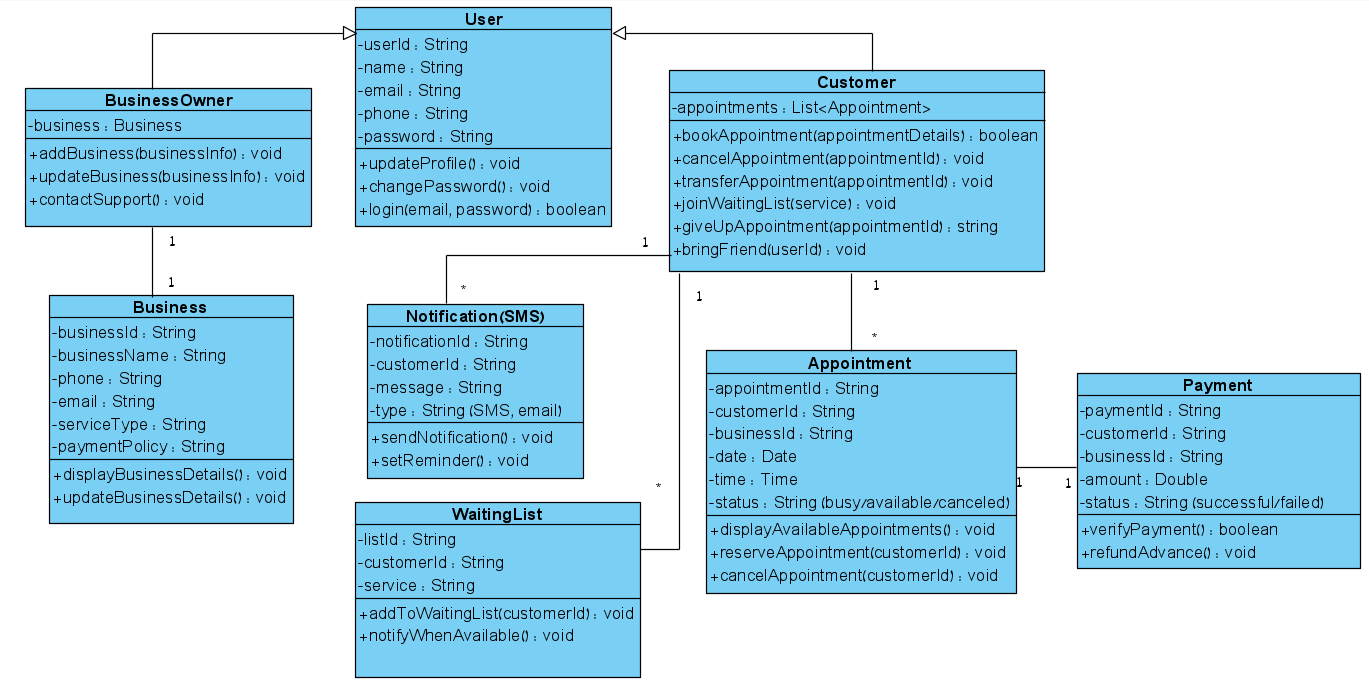 User
-userId : String
-name : String
-email : String
-phone : String
-password : String
+updateProfile() : void
+changePassword() : void
+login(email, password) : boolean
BusinessOwner
-business : Business
+addBusiness(businessInfo) : void
+updateBusiness(businessInfo) : void
+contactSupport() : void
Customer
-appointments : List<Appointment>
+bookAppointment(appointmentDetails) : boolean
+cancelAppointment(appointmentId) : void
+transferAppointment(appointmentId) : void
+joinWaitingList(service) : void
+giveUpAppointment(appointmentId) : string
+bringFriend(userId) : void
1
1
1
*
1
*
1
*
Business
-businessId : String
-businessName : String
-phone : String
-email : String
-serviceType : String
-paymentPolicy : String
+displayBusinessDetails() : void
+updateBusinessDetails() : void
Notification(SMS)
-notificationId : String
-customerId : String
-message : String
-type : String (SMS, email)
+sendNotification() : void
+setReminder() : void
WaitingList
-listId : String
-customerId : String
-service : String
+addToWaitingList(customerId) : void
+notifyWhenAvailable() : void
Appointment
-appointmentId : String
-customerId : String
-businessId : String
-date : Date
-time : Time
-status : String (busy/available/canceled)
+displayAvailableAppointments() : void
+reserveAppointment(customerId) : void
+cancelAppointment(customerId) : void
1
1
Payment
-paymentId : String
-customerId : String
-businessId : String
-amount : Double
-status : String (successful/failed)
+verifyPayment() : boolean
+refundAdvance() : void